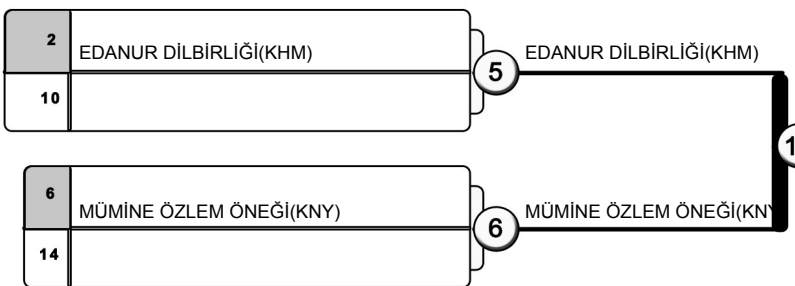 2
EDANUR DİLBİRLİĞİ(KHM)
5
EDANUR DİLBİRLİĞİ(KHM)
10
1
6
MÜMİNE ÖZLEM ÖNEĞİ(KNY)
6
MÜMİNE ÖZLEM ÖNEĞİ(KNY
14